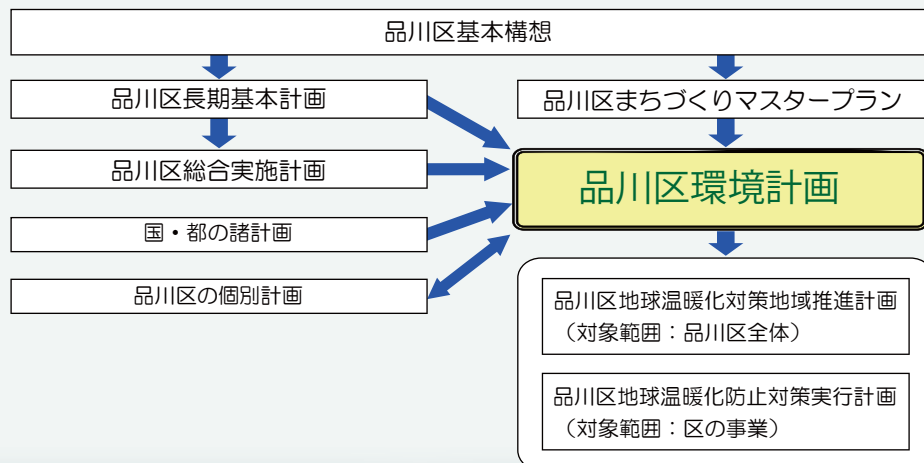 品川区基本構想
品川区長期基本計画
品川区まちづくりマスタープラン
品川区総合実施計画
品川区環境計画
国・都の諸計画
品川区の個別計画
品川区地球温暖化対策地域推進計画
（対象範囲：品川区全体）
品川区地球温暖化防止対策実行計画
（対象範囲：区の事業）